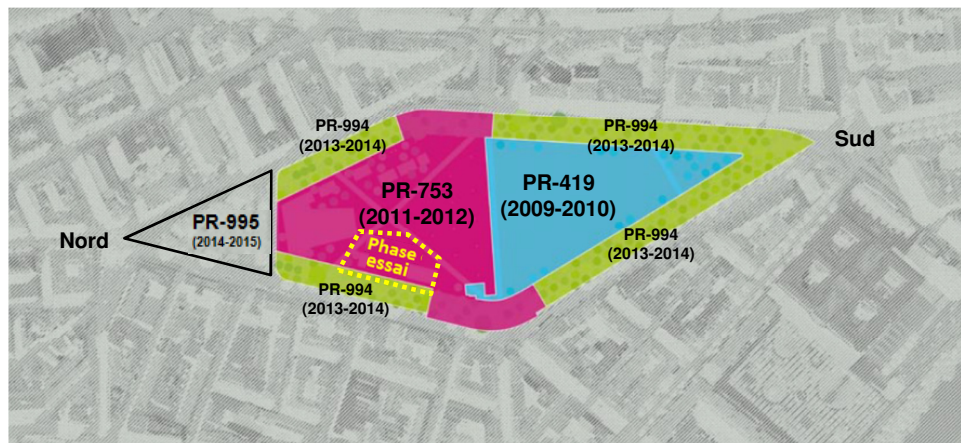 PR-994
(2013-2014)
PR-994
(2013-2014)
Sud
PR-753
(2011-2012)
PR-419
(2009-2010)
PR-995
(2014-2015)
Nord
Phase
essai
PR-994
(2013-2014)
PR-994
(2013-2014)